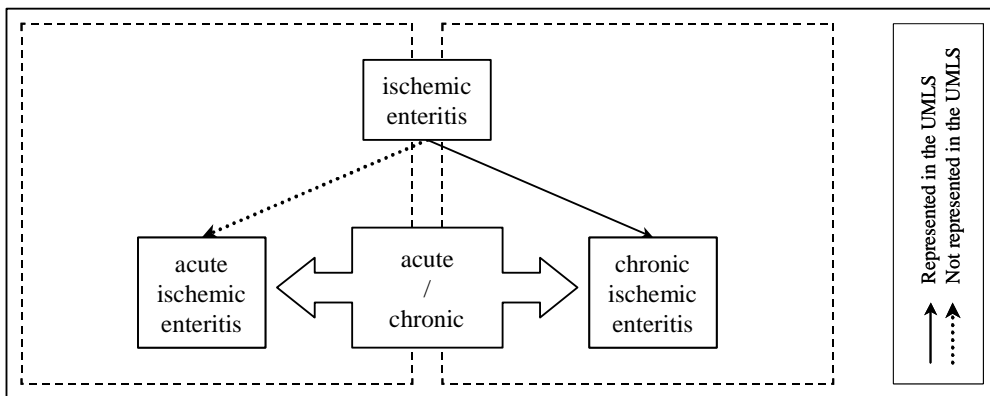 ischemic
enteritis
acute
ischemic
enteritis
acute
/
chronic
chronic
ischemic
enteritis
Represented in the UMLS
Not represented in the UMLS